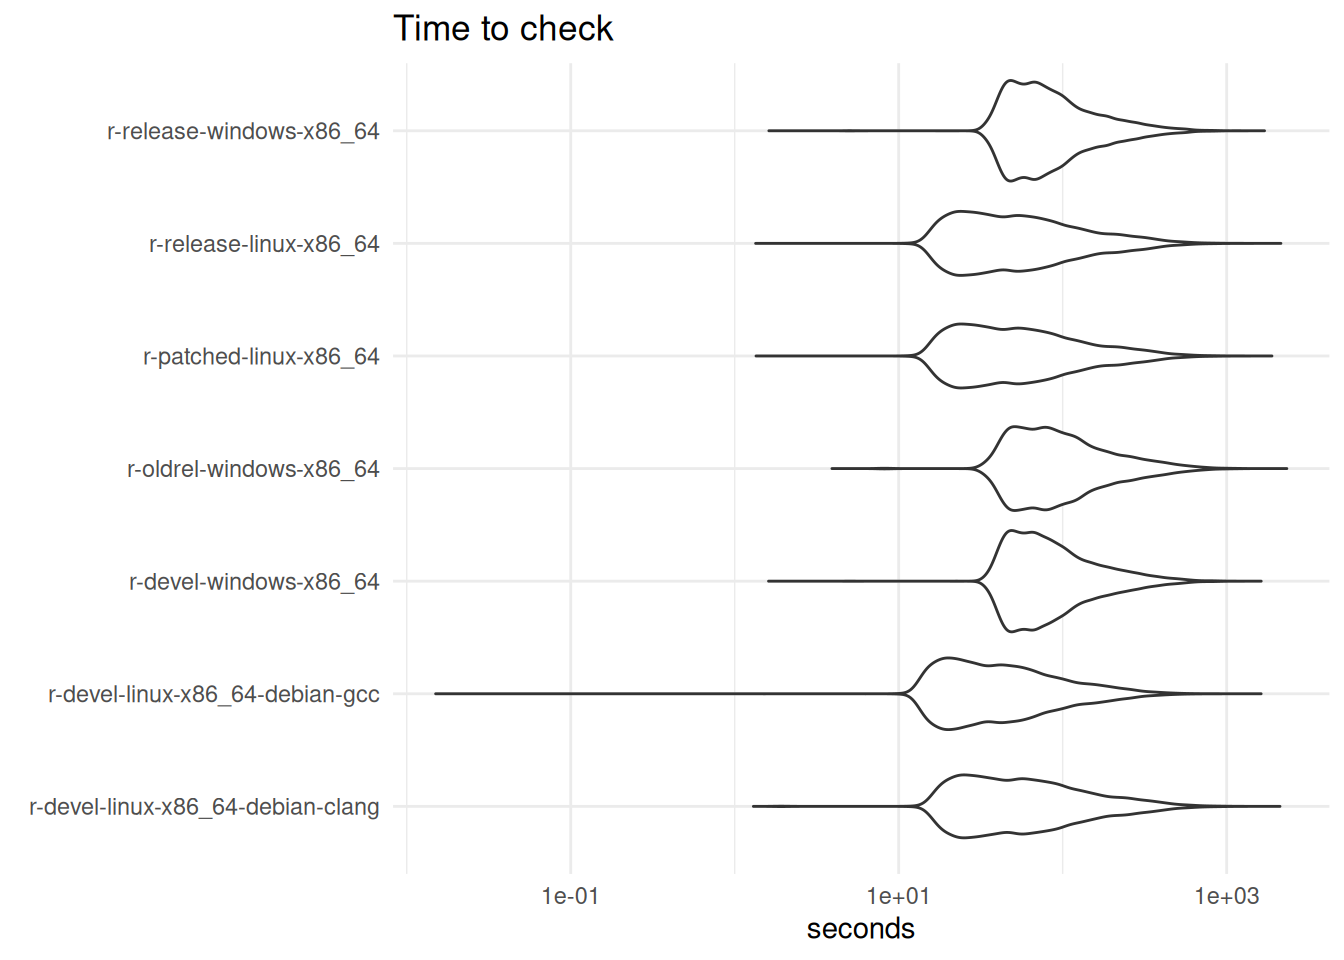 Time to check
r-release-windows-x86_64
r-release-linux-x86_64
r-patched-linux-x86_64
r-oldrel-windows-x86_64
r-devel-windows-x86_64
r-devel-linux-x86_64-debian-gcc
r-devel-linux-x86_64-debian-clang
1e-01 1e+01 1e+03
seconds